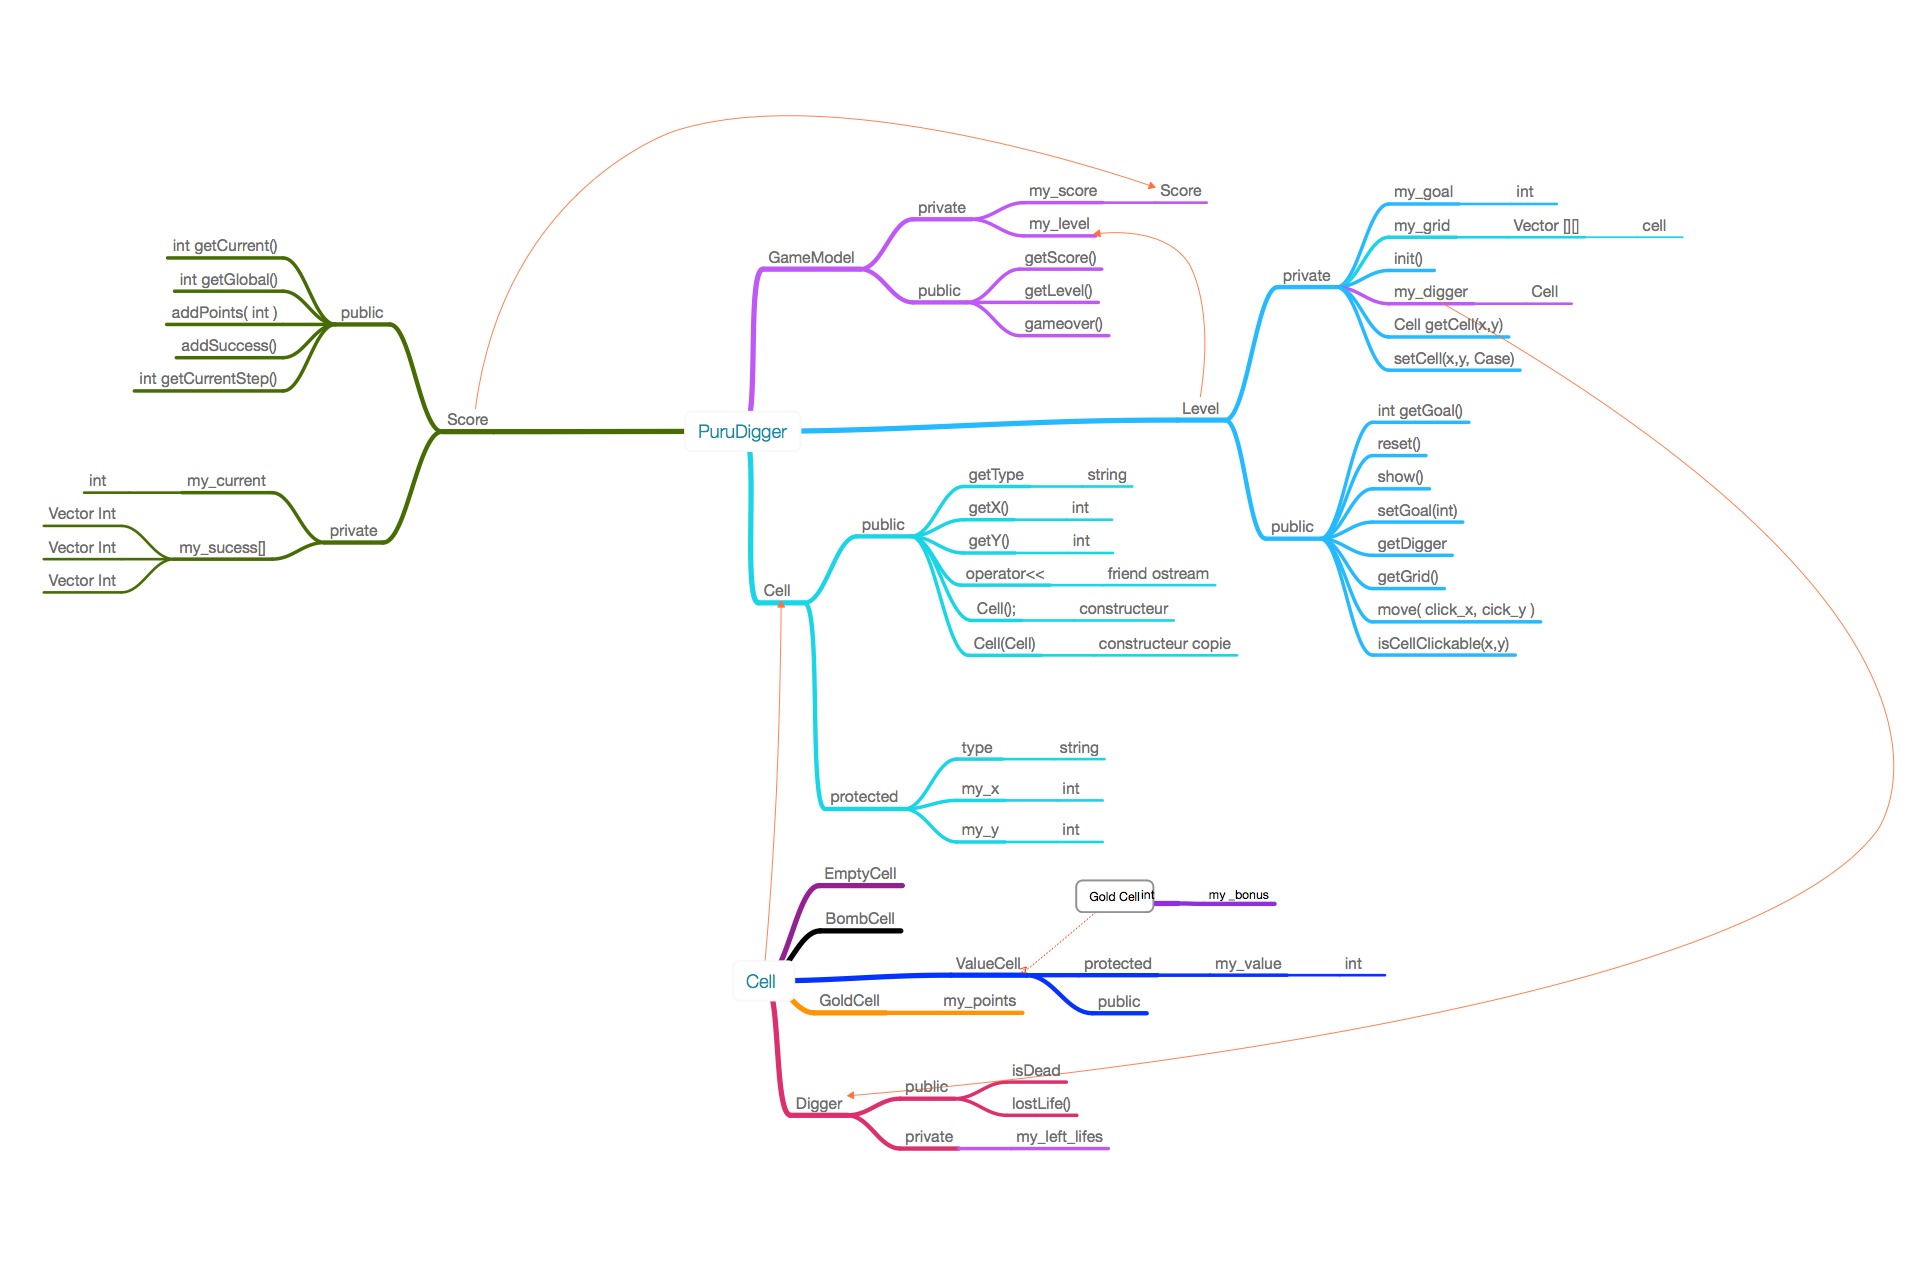 PuruDigger
Score
public
int getCurrent()
int getGlobal()
addPoints( int )
addSuccess()
int getCurrentStep()
private
my_current
int
my_sucess[]
Vector Int
Vector Int
Vector Int
GameModel
private
my_score
Score
my_level
public
getScore()
getLevel()
gameover()
Level
private
my_goal
int
my_grid
Vector [][]
cell
init()
my_digger
Cell
Cell getCell(x,y)
setCell(x,y, Case)
public
int getGoal()
reset()
show()
setGoal(int)
getDigger
getGrid()
move( click_x, cick_y )
isCellClickable(x,y)
Cell
public
getType
string
getX()
int
getY()
int
operator<<
friend ostream
Cell();
constructeur
Cell(Cell)
constructeur copie
protected
type
string
my_x
int
my_y
int
Cell
EmptyCell
BombCell
ValueCell
protected
my_value
int
public
Gold Cell
int
my _bonus
GoldCell
my_points
Digger
public
isDead
lostLife()
private
my_left_lifes